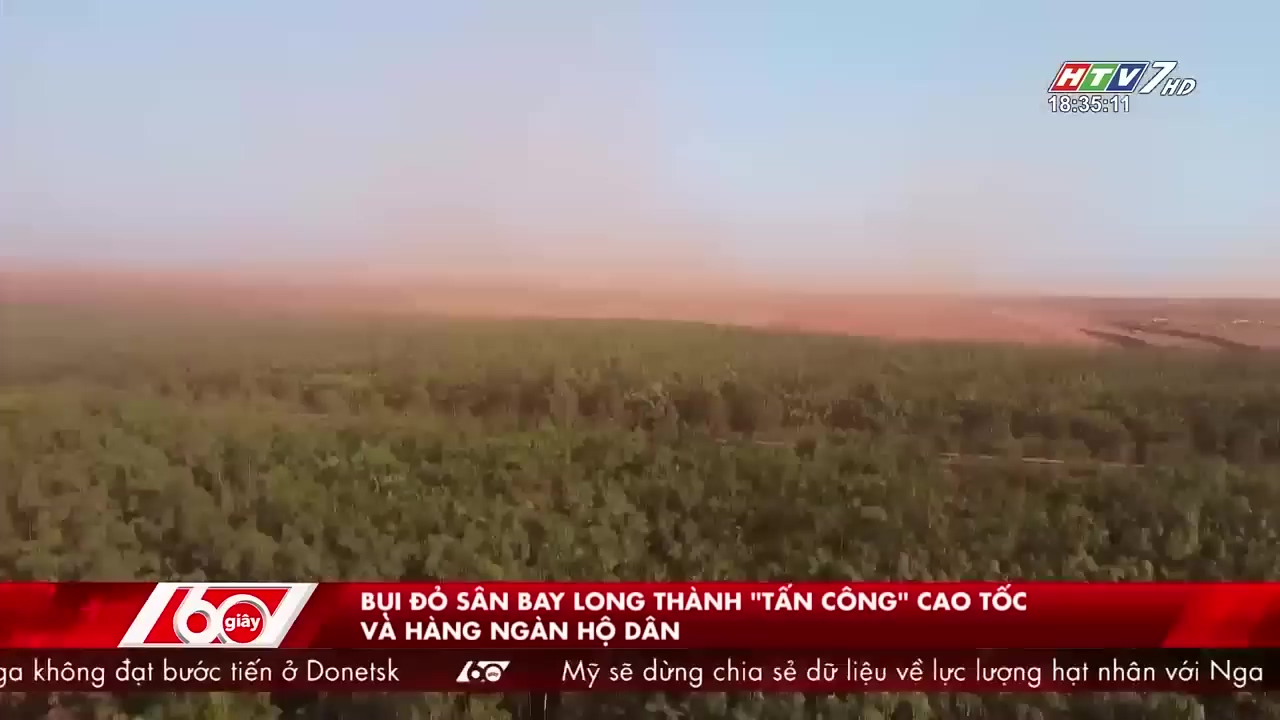 HTV7HD
18:35:11
60 giây
BỤI ĐỎ SÂN BAY LONG THÀNH "TẤN CÔNG" CAO TỐC
VÀ HÀNG NGÀN HỘ DÂN
ga không đạt bước tiến ở Donetsk 60 giây Mỹ sẽ dừng chia sẻ dữ liệu về lực lượng hạt nhân với Nga